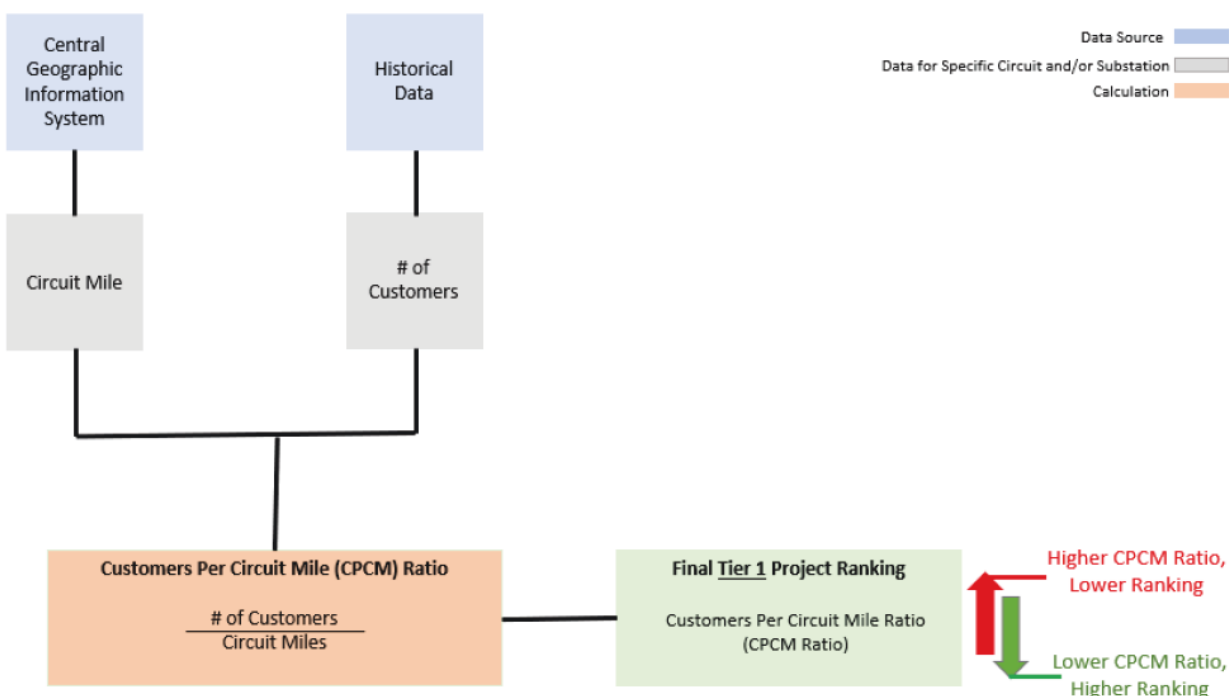 Central
Geographic
Information
System
Historical
Data
Data Source
Data for Specific Circuit and/or Substation
Calculation
Circuit Mile
# of
Customers
Customers Per Circuit Mile (CPCM) Ratio
# of Customers
Circuit Miles
Final Tier 1 Project Ranking
Customers Per Circuit Mile Ratio
(CPCM Ratio)
Higher CPCM Ratio,
Lower Ranking
Lower CPCM Ratio,
Higher Ranking